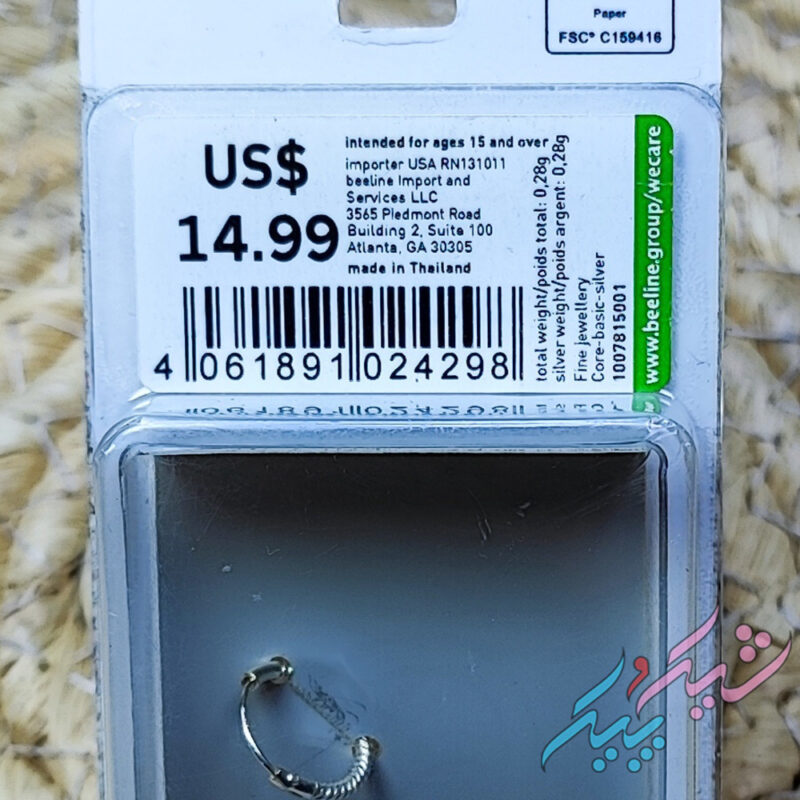 Paper
FSC® C159416
US$
14.99
intended for ages 15 and over
importer USA RN131011
beeline Import and
Services LLC
3565 Piedmont Road
Building 2, Suite 100
Atlanta, GA 30305
made in Thailand
4 061891 024298
total weight/poids total: 0,28g
silver weight/poids argent: 0,28g
Fine jewellery
Core-basic-silver
1007815001
www.beeline.group/wecare
شیک و پیک